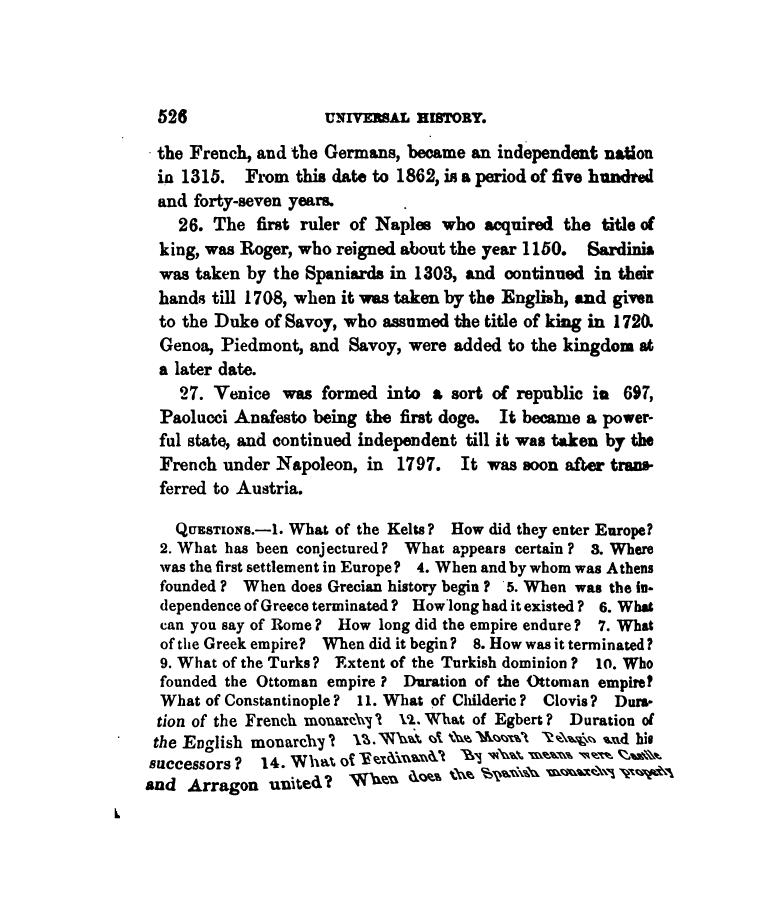 526 UNIVERSAL HISTORY.
the French, and the Germans, became an independent nation
in 1315. From this date to 1862, is a period of five hundred
and forty-seven years.
26. The first ruler of Naples who acquired the title of
king, was Roger, who reigned about the year 1150. Sardinia
was taken by the Spaniards in 1303, and continued in their
hands till 1708, when it was taken by the English, and given
to the Duke of Savoy, who assumed the title of king in 1720.
Genoa, Piedmont, and Savoy, were added to the kingdom at
a later date.
27. Venice was formed into a sort of republic in 697,
Paolucci Anafesto being the first doge. It became a power-
ful state, and continued independent till it was taken by the
French under Napoleon, in 1797. It was soon after trans-
ferred to Austria.
QUESTIONS.—1. What of the Kelts? How did they enter Europe?
2. What has been conjectured? What appears certain? 3. Where
was the first settlement in Europe? 4. When and by whom was Athens
founded? When does Grecian history begin? 5. When was the in-
dependence of Greece terminated? How long had it existed? 6. What
can you say of Rome? How long did the empire endure? 7. What
of the Greek empire? When did it begin? 8. How was it terminated?
9. What of the Turks? Extent of the Turkish dominion? 10. Who
founded the Ottoman empire? Duration of the Ottoman empire?
What of Constantinople? 11. What of Childeric? Clovis? Dura-
tion of the French monarchy? 12. What of Egbert? Duration of
the English monarchy? 13. What of the Moors? Pelagio and his
successors? 14. What of Ferdinand? By what means were Castile
and Arragon united? When does the Spanish monarchy properly